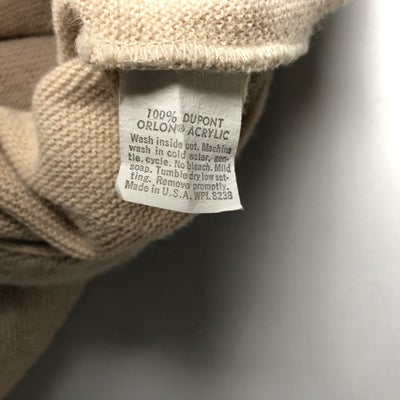 100% DUPONT
ORLON® ACRYLIC
Wash inside out. Machine
wash in cold water, gen-
tle. cycle. No bleach. Mild
soap. Tumble dry low set-
ting. Remove promptly.
Made in U.S.A. WPL 8238